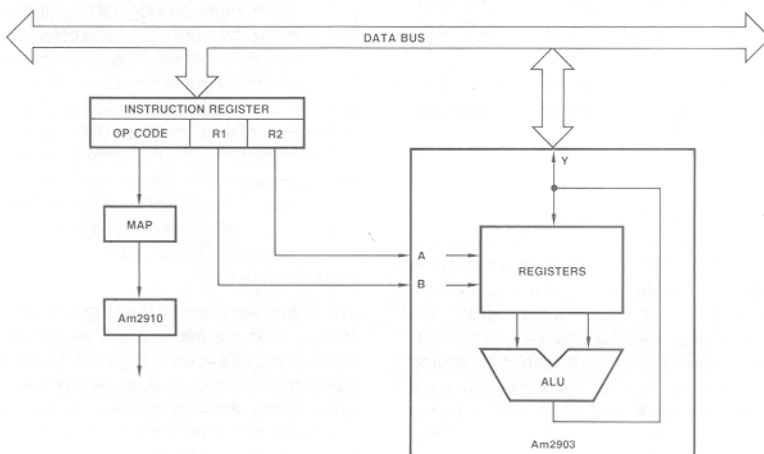 DATA BUS
INSTRUCTION REGISTER
OP CODE R1 R2
Y
MAP
A
REGISTERS
B
Am2910
ALU
Am2903